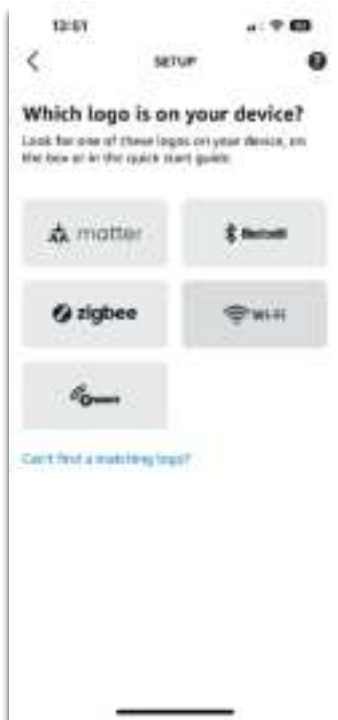 13:51
SETUP
Which logo is on your device?
Look for one of these logos on your device, on
the box or in the quick start guide.
matter
Bluetooth
zigbee
Wi-Fi
Can't find a matching logo?